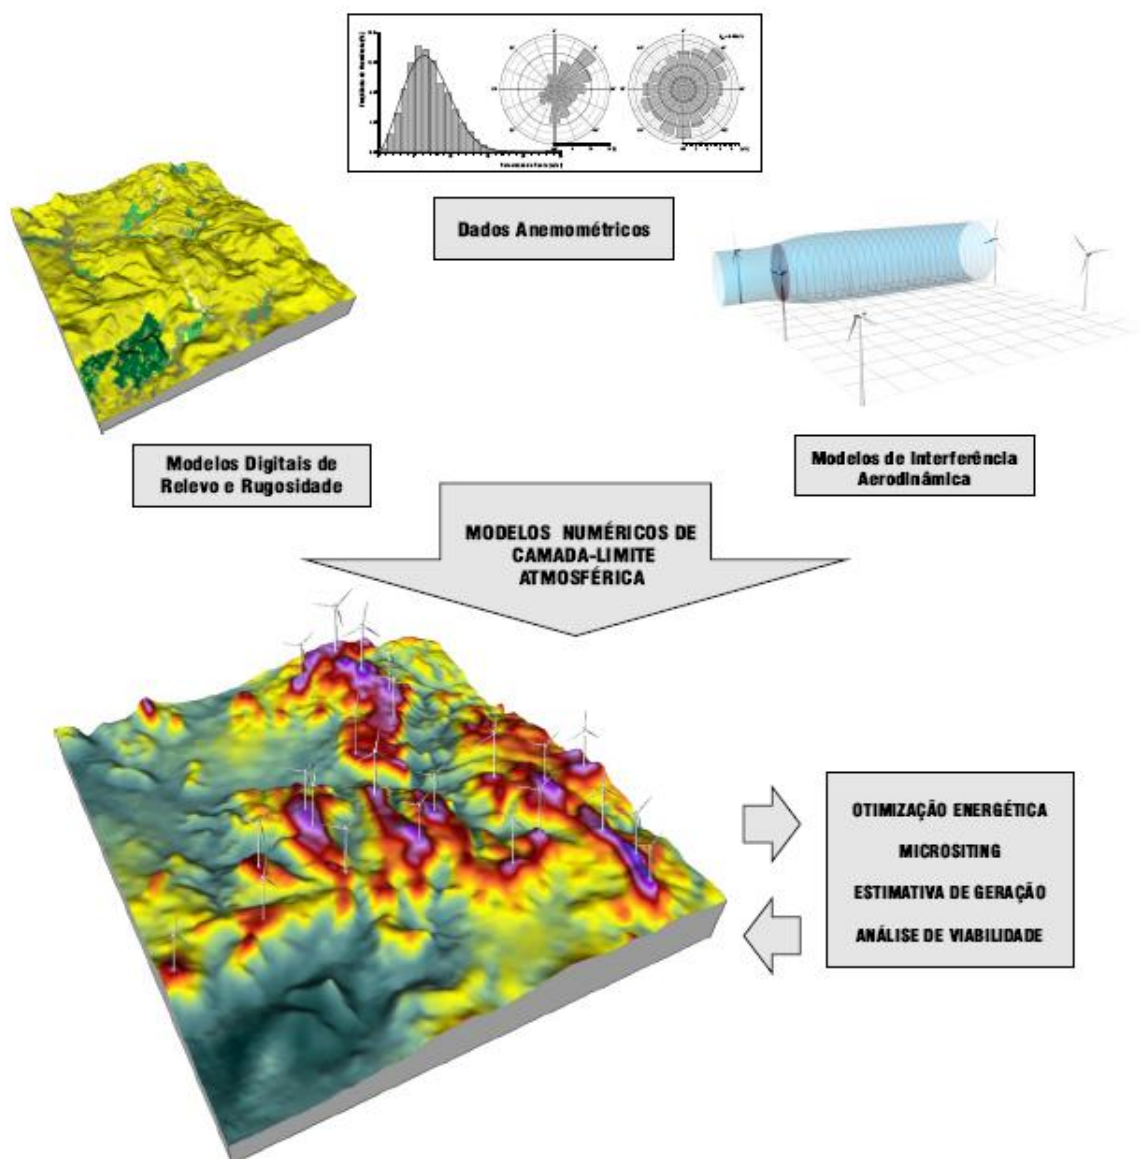 Dados Anemométricos
Modelos Digitais de
Relevo e Rugosidade
Modelos de Interferência
Aerodinâmica
MODELOS NUMÉRICOS DE
CAMADA-LIMITE
ATMOSFÉRICA
OTIMIZAÇÃO ENERGÉTICA
MICROSITING
ESTIMATIVA DE GERAÇÃO
ANÁLISE DE VIABILIDADE